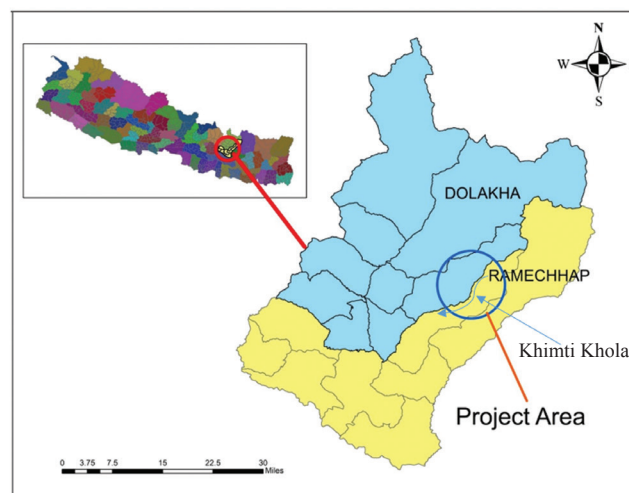 N
W
E
S
DOLAKHA
RAMECHHAP
Khimti Khola
Project Area
0 3.75 7.5 15 22.5 30
Miles